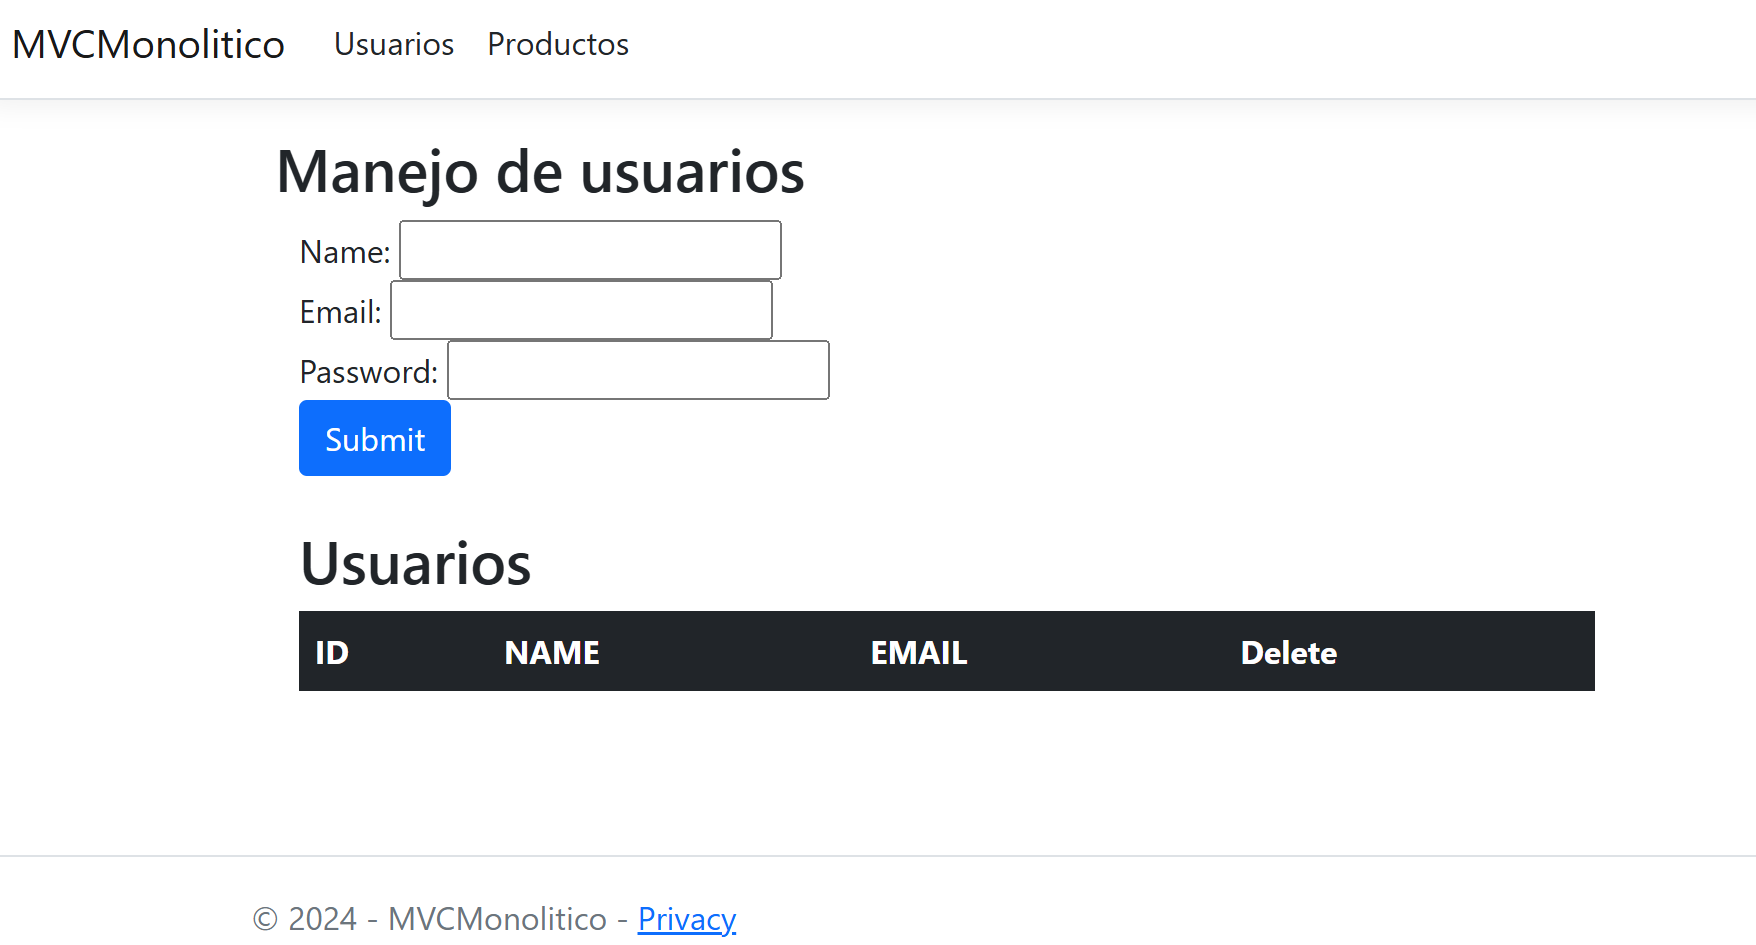 MVCMonolitico Usuarios Productos
Manejo de usuarios
Name:
Email:
Password:
Submit
Usuarios
ID NAME EMAIL Delete
© 2024 - MVCMonolitico - Privacy